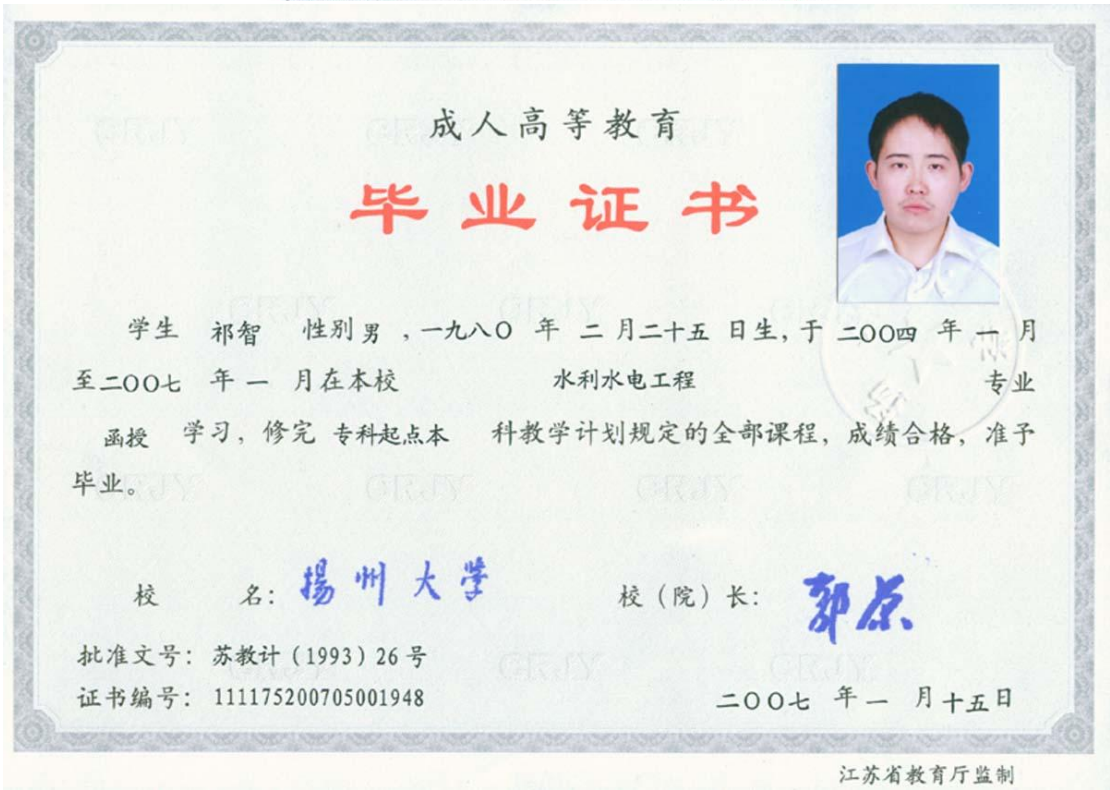 成人高等教育
毕业证书
学生 祁智 性别 男 , 一九八〇 年 二 月二十五 日生, 于 二〇〇四 年 一 月
至二〇〇七 年 一 月在本校 水利水电工程 专业
函授 学习, 修完 专科起点本 科教学计划规定的全部课程, 成绩合格, 准予
毕业。
校 名: 揚州大学 校(院)长: 郭荣
批准文号: 苏教计(1993)26号
证书编号: 111175200705001948
二〇〇七 年 一 月 十五日
江苏省教育厅监制